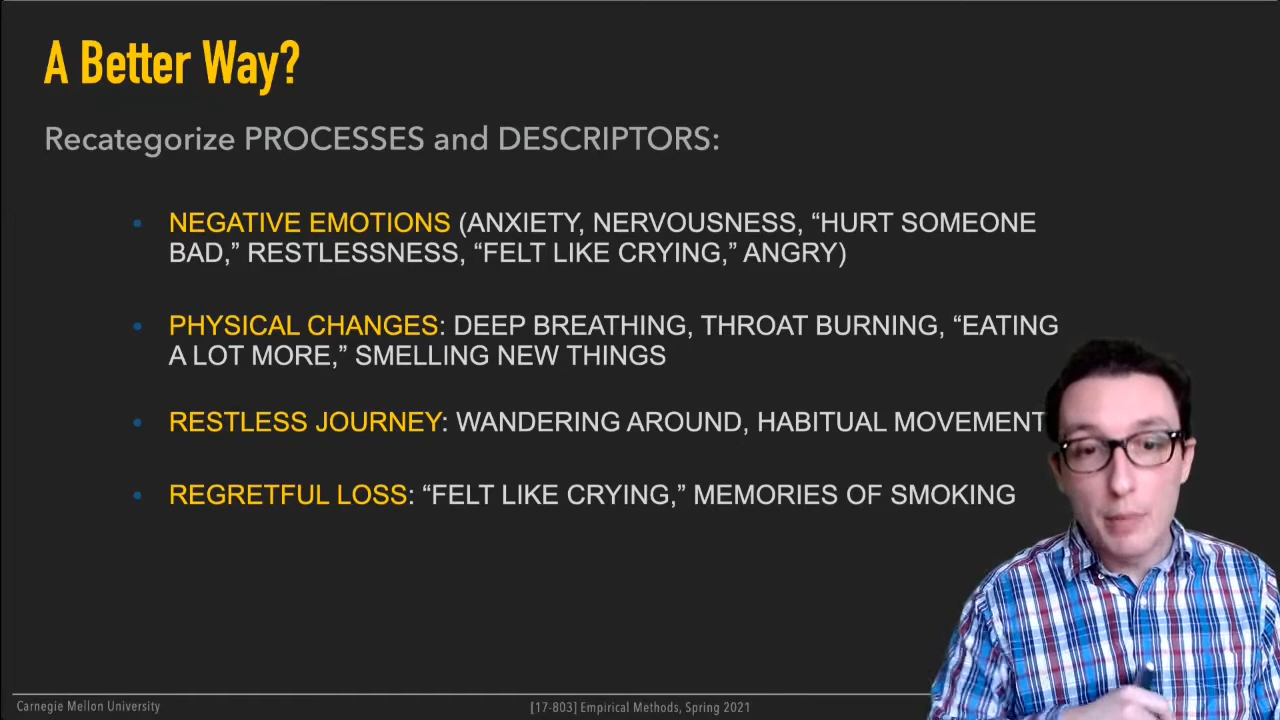 A Better Way?
Recategorize PROCESSES and DESCRIPTORS:
• NEGATIVE EMOTIONS (ANXIETY, NERVOUSNESS, “HURT SOMEONE
BAD,” RESTLESSNESS, “FELT LIKE CRYING,” ANGRY)
• PHYSICAL CHANGES: DEEP BREATHING, THROAT BURNING, “EATING
A LOT MORE,” SMELLING NEW THINGS
• RESTLESS JOURNEY: WANDERING AROUND, HABITUAL MOVEMENT
• REGRETFUL LOSS: “FELT LIKE CRYING,” MEMORIES OF SMOKING
Carnegie Mellon University
[17-803] Empirical Methods, Spring 2021